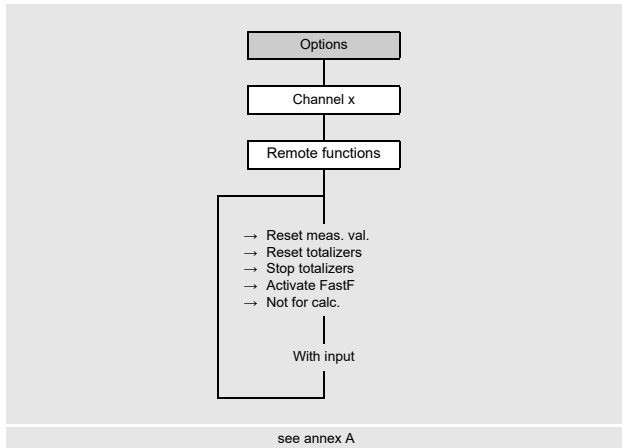 Options
Channel x
Remote functions
→ Reset meas. val.
→ Reset totalizers
→ Stop totalizers
→ Activate FastF
→ Not for calc.
With input
see annex A